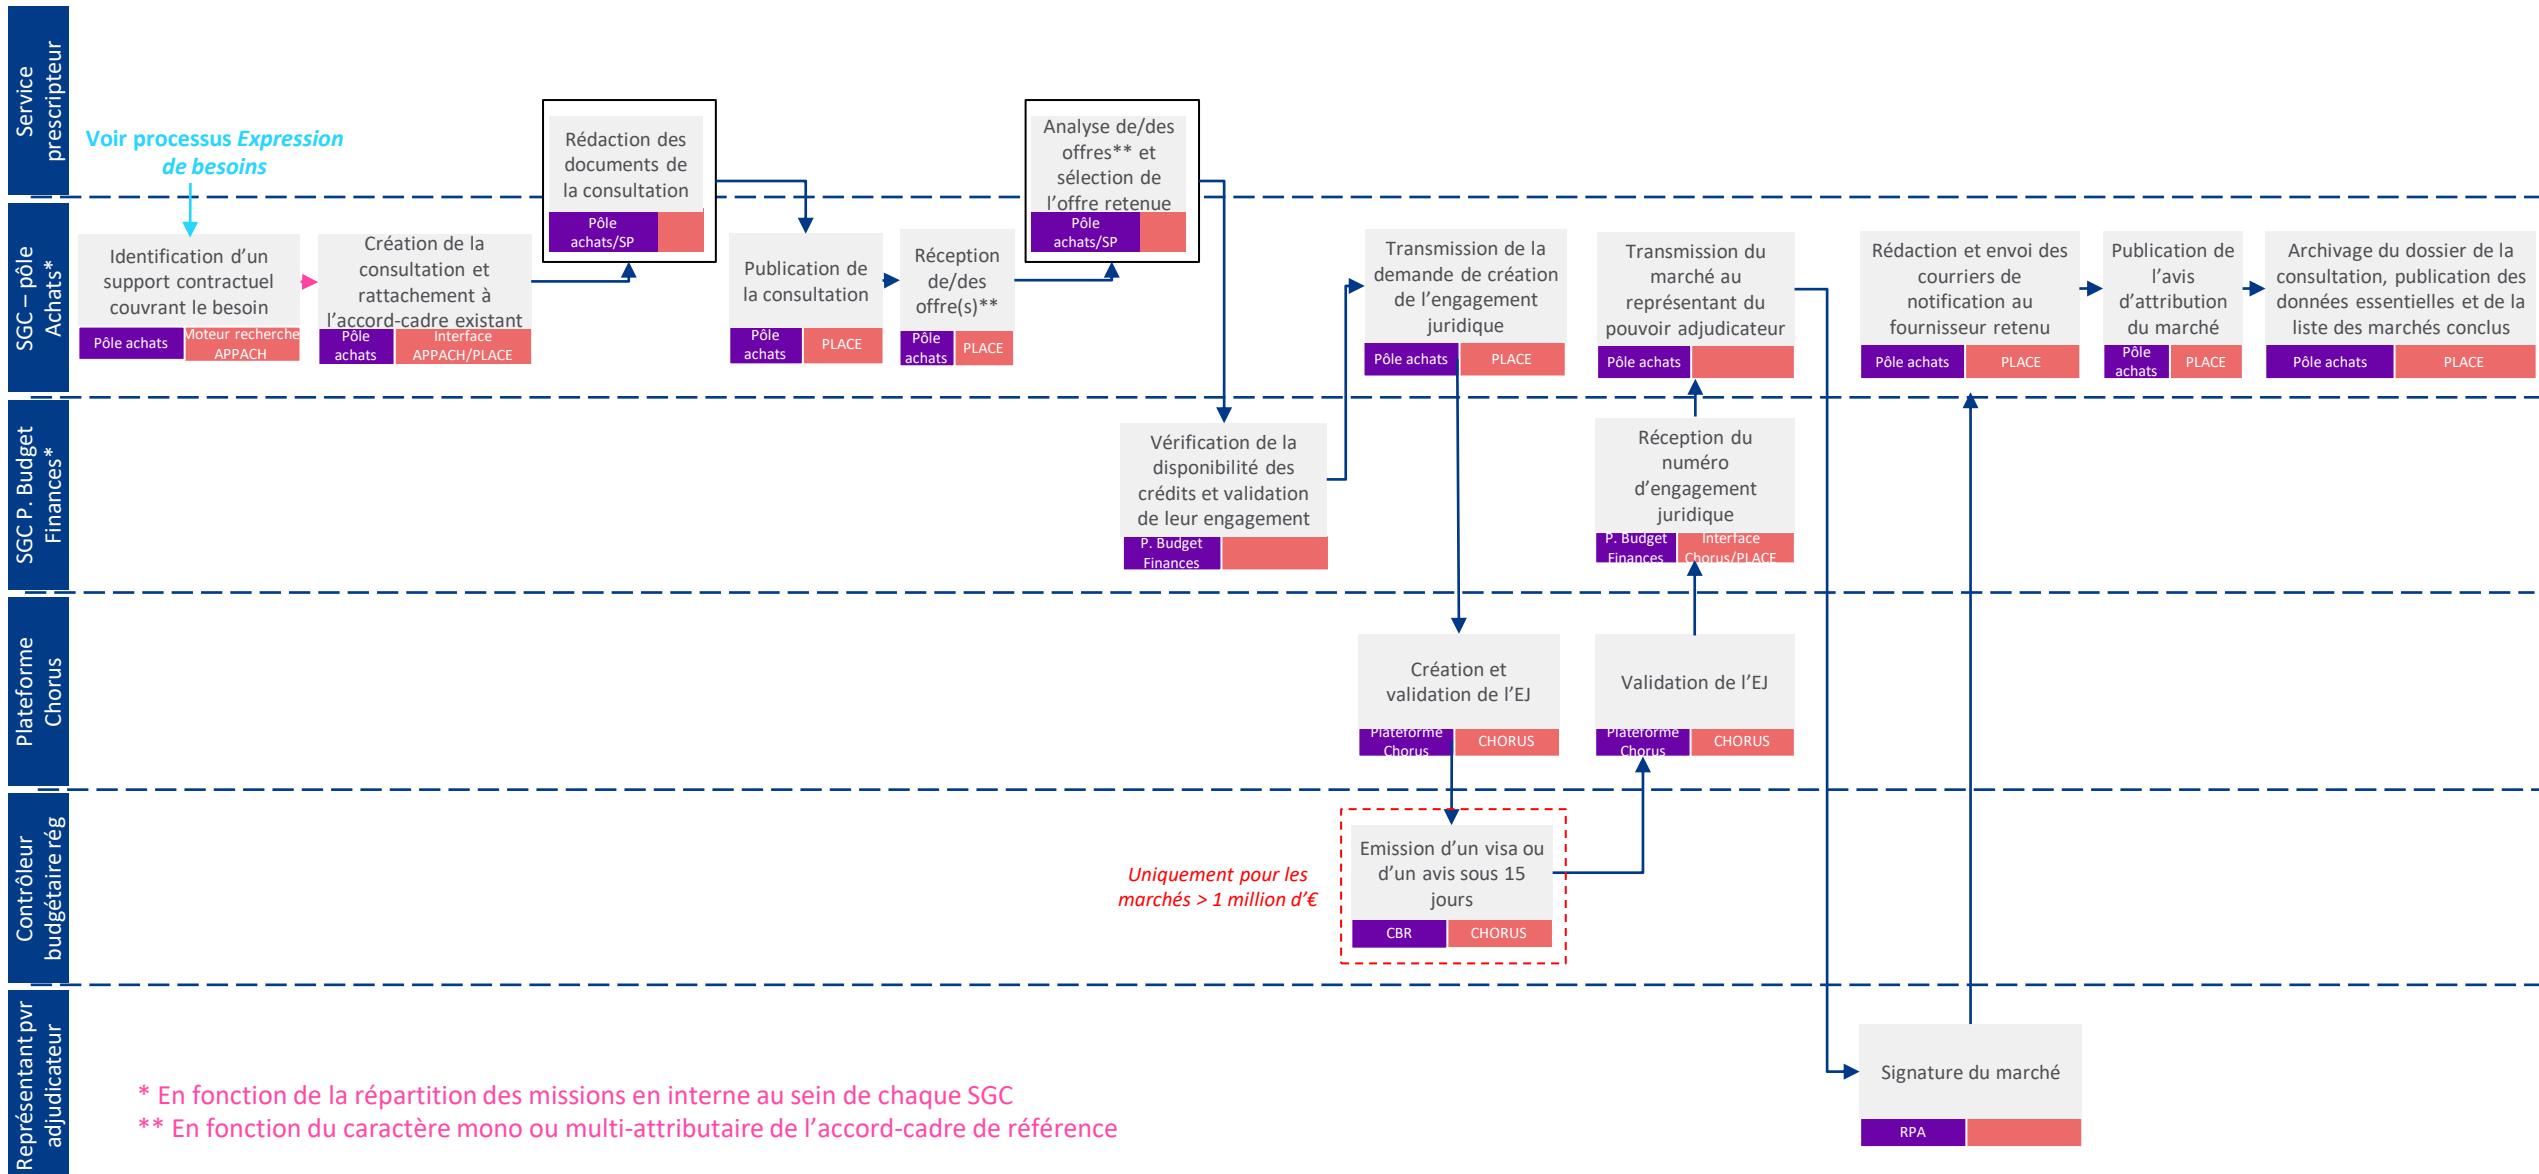 Service
prescripteur
Voir processus Expression
de besoins
Rédaction des
documents de
la consultation
Pôle
achats/SP
Analyse de/des
offres** et
sélection de
l'offre retenue
Pôle
achats/SP
SGC – pôle
Achats*
Identification d'un
support contractuel
couvrant le besoin
Pôle achats
Moteur recherche
APPACH
Création de la
consultation et
rattachement à
l'accord-cadre existant
Pôle
achats
Interface
APPACH/PLACE
Publication de
la consultation
Pôle
achats
PLACE
Réception
de/des
offre(s)**
Pôle
achats
PLACE
Transmission de la
demande de création
de l'engagement
juridique
Pôle achats
PLACE
Transmission du
marché au
représentant du
pouvoir adjudicateur
Pôle achats
Rédaction et envoi des
courriers de
notification au
fournisseur retenu
Pôle achats
PLACE
Publication de
l'avis
d'attribution
du marché
Pôle
achats
PLACE
Archivage du dossier de la
consultation, publication des
données essentielles et de la
liste des marchés conclus
Pôle achats
PLACE
SGC P. Budget
Finances*
Vérification de la
disponibilité des
crédits et validation
de leur engagement
P. Budget
Finances
Réception du
numéro
d'engagement
juridique
P. Budget
Finances
Interface
Chorus/PLACE
Plateforme
Chorus
Création et
validation de l'EJ
Plateforme
Chorus
CHORUS
Validation de l'EJ
Plateforme
Chorus
CHORUS
Contrôleur
budgétaire rég
Uniquement pour les
marchés > 1 million d'€
Emission d'un visa ou
d'un avis sous 15
jours
CBR
CHORUS
Représentant pvr
adjudicateur
Signature du marché
RPA
* En fonction de la répartition des missions en interne au sein de chaque SGC
** En fonction du caractère mono ou multi-attributaire de l'accord-cadre de référence